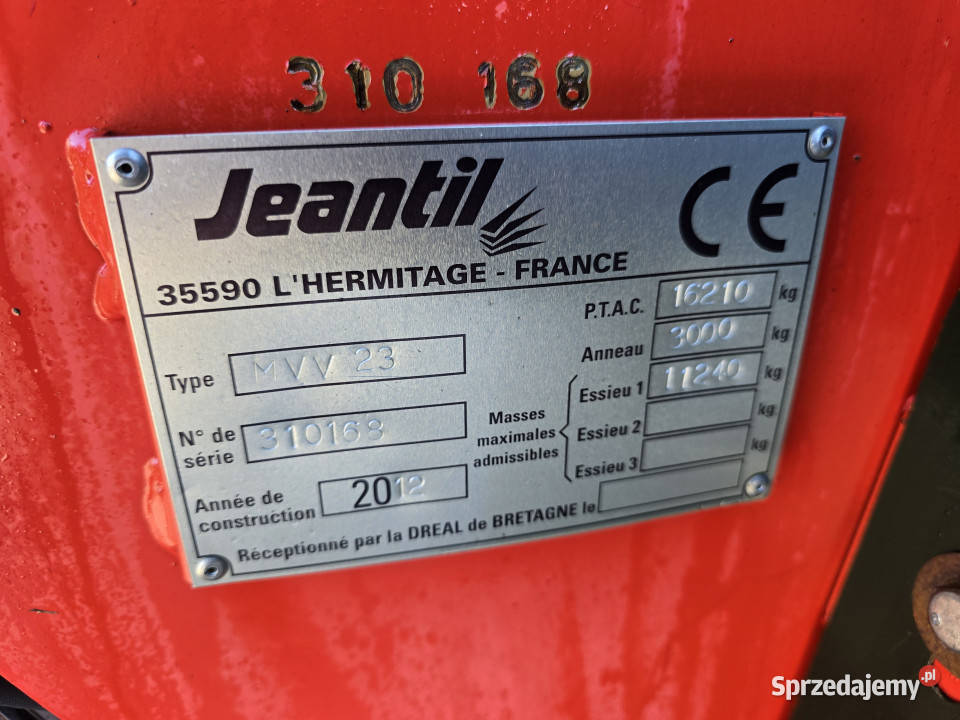 310 168
Jeantil
CE
35590 L'HERMITAGE - FRANCE
P.T.A.C. 16210 kg
Anneau 3000 kg
Type MVV 23
Masses maximales admissibles
Essieu 1 11240 kg
Essieu 2 kg
Essieu 3 kg
N° de série 310168
Année de construction 2012
Réceptionné par la DREAL de BRETAGNE le
Sprzedajemy.pl